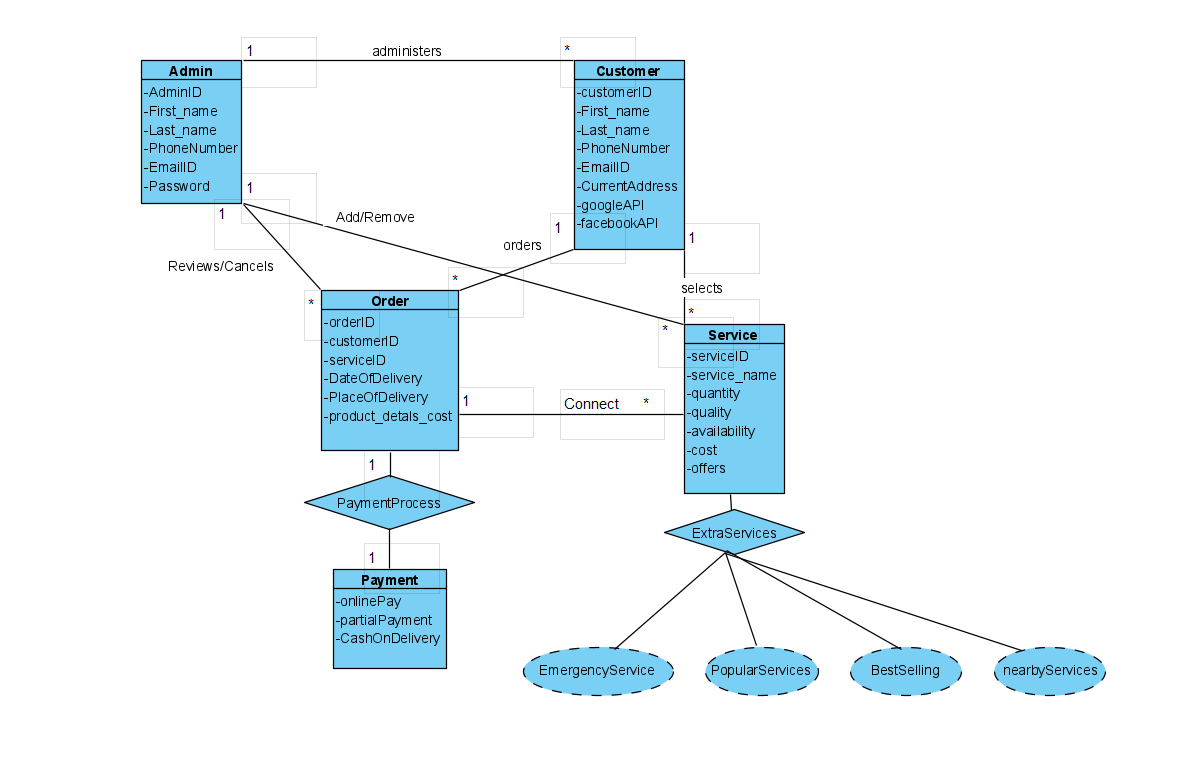 1
administers
*
Admin
-AdminID
-First_name
-Last_name
-PhoneNumber
-EmailID
-Password
Customer
-customerID
-First_name
-Last_name
-PhoneNumber
-EmailID
-CurrentAddress
-googleAPI
-facebookAPI
1
1
Add/Remove
Reviews/Cancels
orders
1
1
selects
*
*
*
*
Order
-orderID
-customerID
-serviceID
-DateOfDelivery
-PlaceOfDelivery
-product_detals_cost
Service
-serviceID
-service_name
-quantity
-quality
-availability
-cost
-offers
1
Connect *
1
PaymentProcess
1
Payment
-onlinePay
-partialPayment
-CashOnDelivery
ExtraServices
EmergencyService
PopularServices
BestSelling
nearbyServices